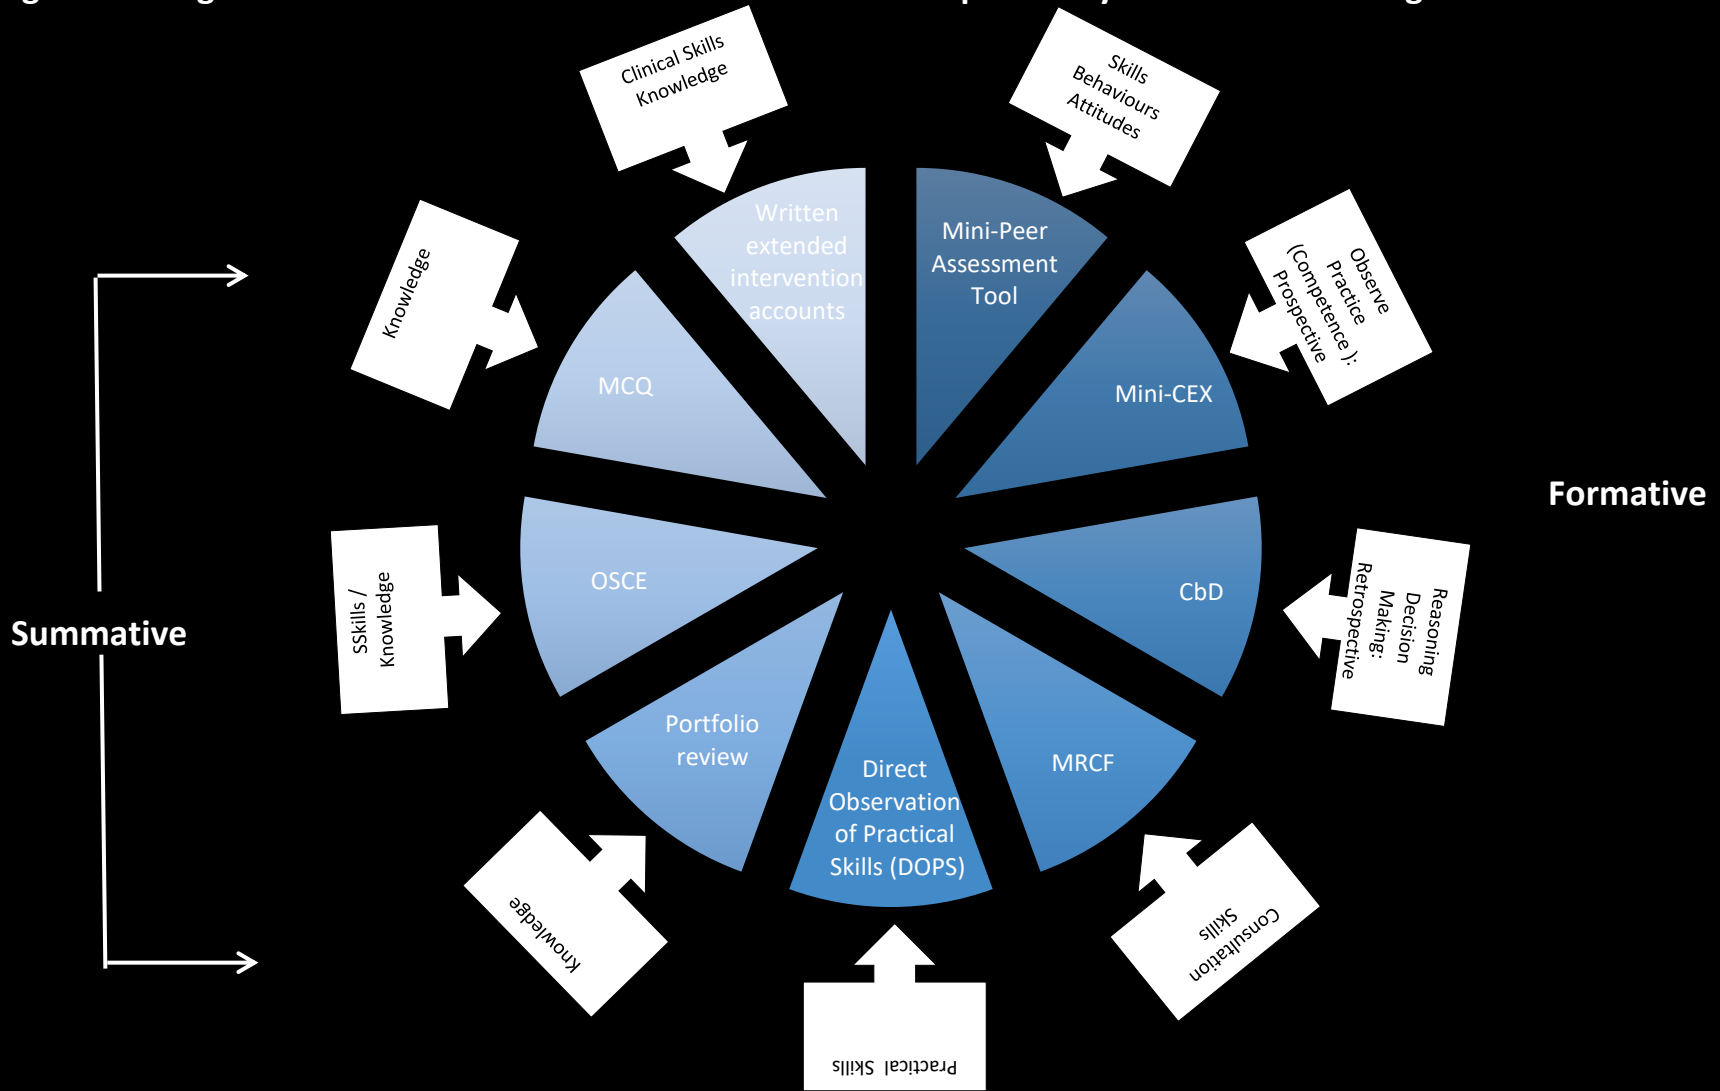 Clinical Skills
Knowledge
Skills
Behaviours
Attitudes
Knowledge
Observe
Practice
(Competence ):
Prospective
Written
extended
intervention
accounts
Mini-Peer
Assessment
Tool
MCQ
Mini-CEX
Formative
SSkills /
Knowledge
OSCE
CbD
Reasoning
Decision
Making:
Retrospective
Summative
Portfolio
review
Direct
Observation
of Practical
Skills (DOPS)
MRCF
Knowledge
Consultation
Skills
Practical Skills